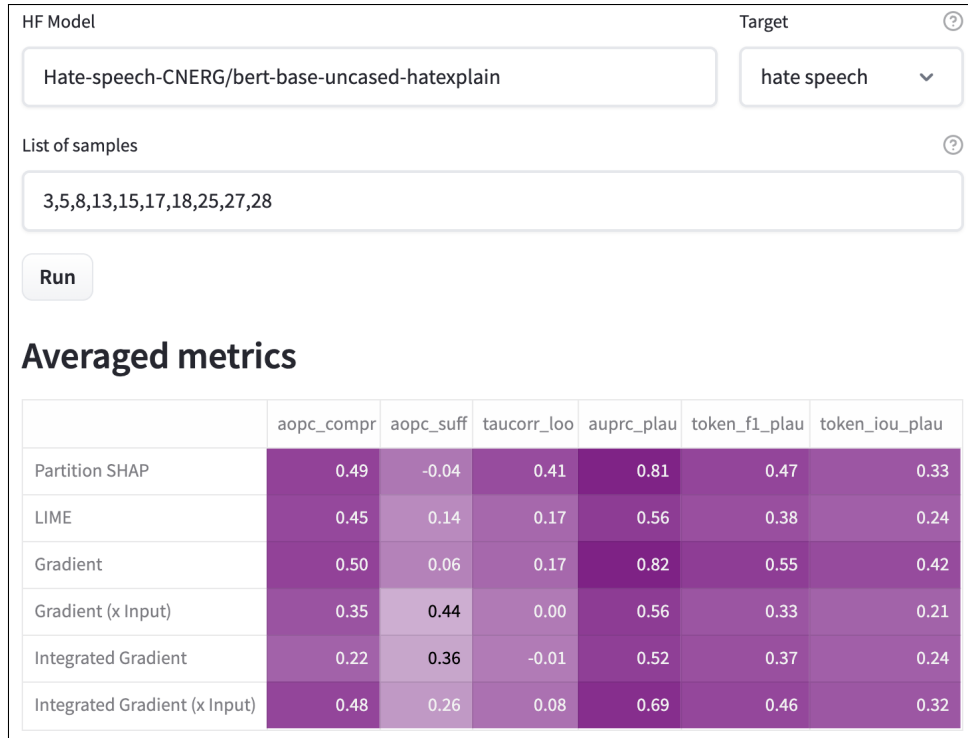 HF Model Target ?
Hate-speech-CNERG/bert-base-uncased-hatexplain hate speech
List of samples ?
3,5,8,13,15,17,18,25,27,28
Run
Averaged metrics
aopc_compr aopc_suff taucorr_loo auprc_plau token_f1_plau token_iou_plau
Partition SHAP 0.49 -0.04 0.41 0.81 0.47 0.33
LIME 0.45 0.14 0.17 0.56 0.38 0.24
Gradient 0.50 0.06 0.17 0.82 0.55 0.42
Gradient (x Input) 0.35 0.44 0.00 0.56 0.33 0.21
Integrated Gradient 0.22 0.36 -0.01 0.52 0.37 0.24
Integrated Gradient (x Input) 0.48 0.26 0.08 0.69 0.46 0.32